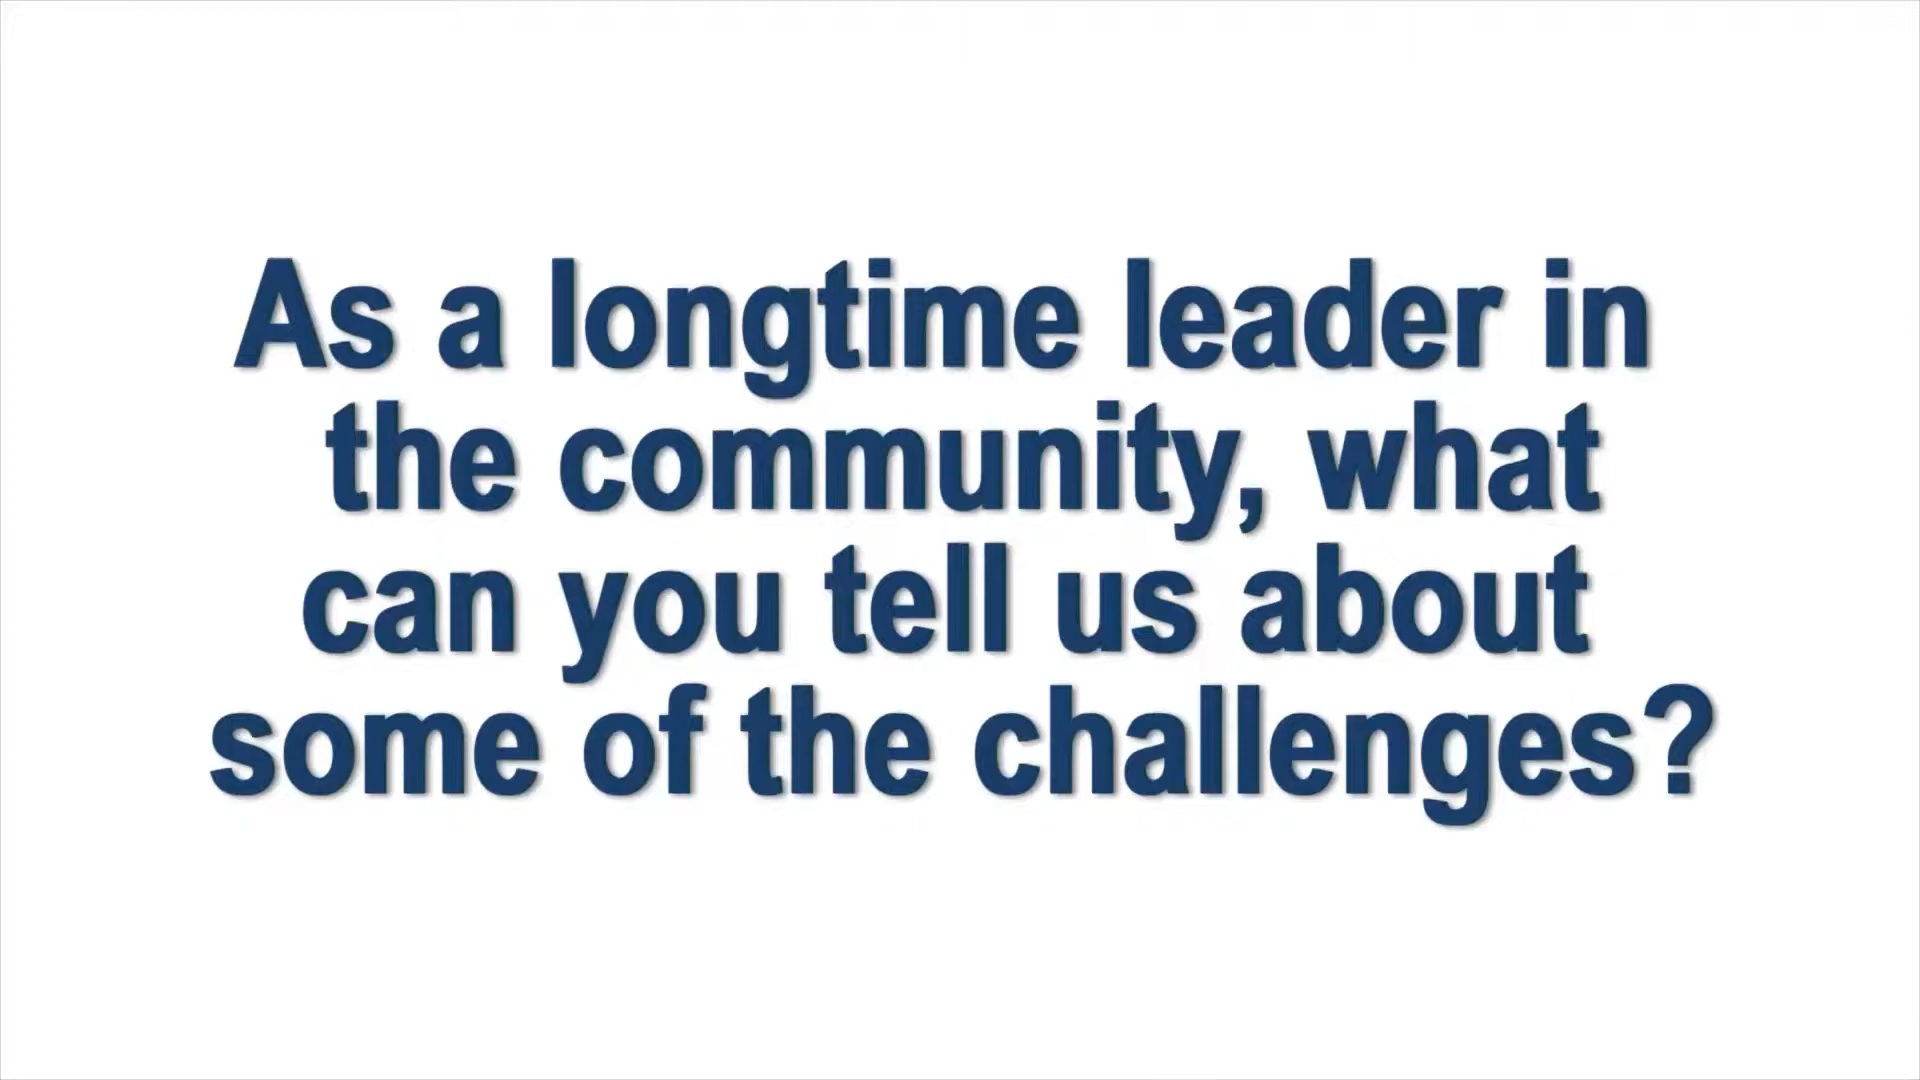 As a longtime leader in
the community, what
can you tell us about
some of the challenges?